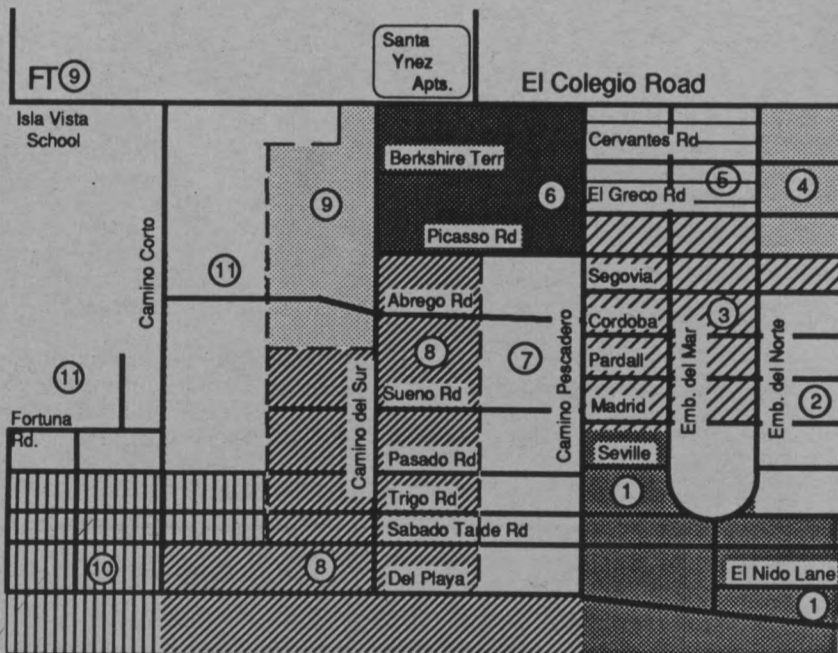 Santa
Ynez
Apts.
FT 9
El Colegio Road
Isla Vista
School
Cervantes Rd
Berkshire Terr
5
4
El Greco Rd
6
9
Picasso Rd
Camino Corto
11
Segovia
Abrego Rd
Cordoba
3
8
7
Pardall
11
Sueno Rd
Madrid
2
Camino del Sur
Camino Pescadero
Emb. del Mar
Emb. del Norte
Fortuna
Rd.
Pasado Rd
Seville
Trigo Rd
1
Sabado Tarde Rd
10
8
Del Playa
El Nido Lane
1